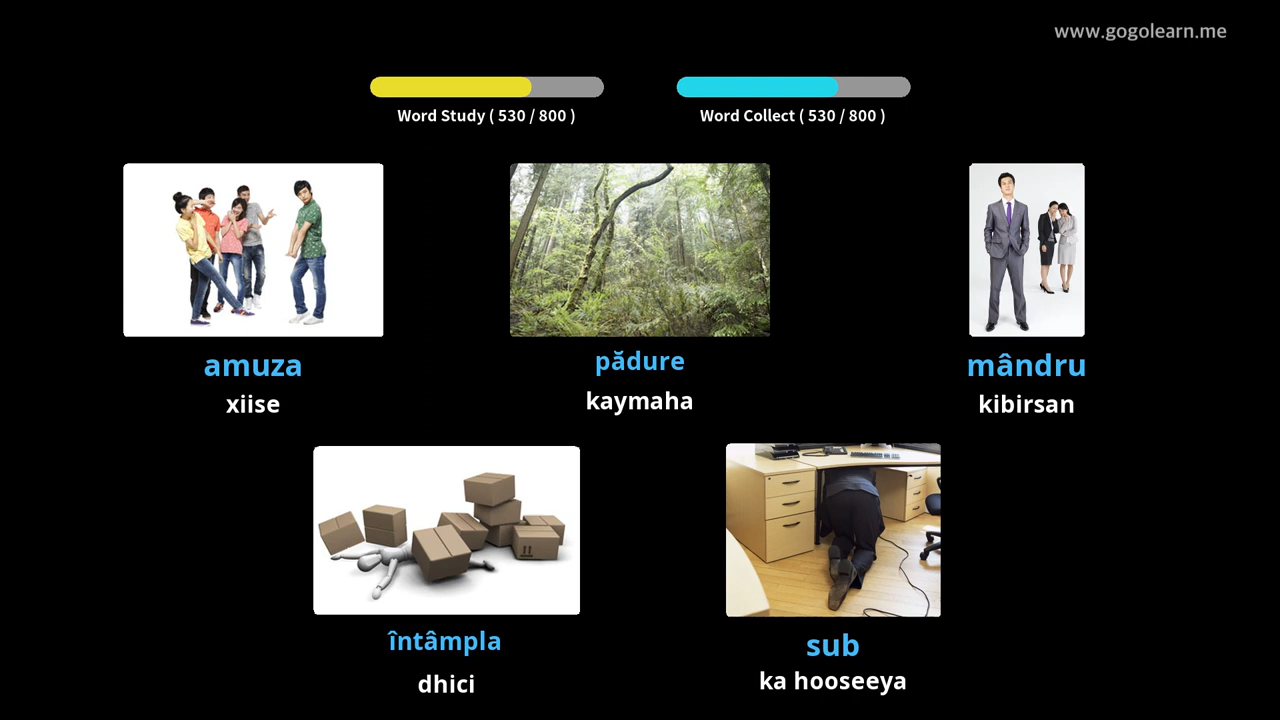 www.gogolearn.me
Word Study ( 530 / 800 )
Word Collect ( 530 / 800 )
amuza
xiise
pădure
kaymaha
mândru
kibirsan
întâmpla
dhici
sub
ka hooseeya